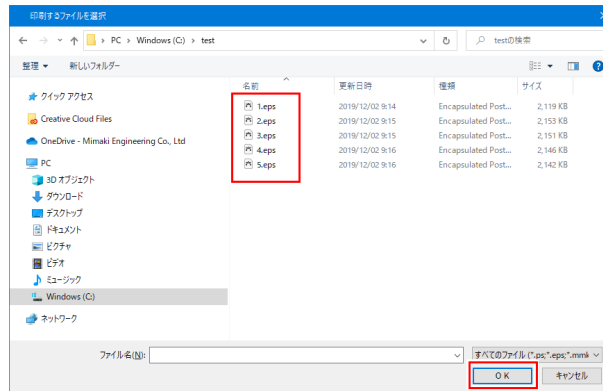 印刷するファイルを選択
PC > Windows (C:) > test
testの検索
整理 新しいフォルダー
名前 更新日時 種類 サイズ
クイック アクセス
Creative Cloud Files
OneDrive - Mimaki Engineering Co., Ltd
PC
3D オブジェクト
ダウンロード
デスクトップ
ドキュメント
ピクチャ
ビデオ
ミュージック
Windows (C:)
ネットワーク
1.eps 2019/12/02 9:14 Encapsulated Post... 2,119 KB
2.eps 2019/12/02 9:15 Encapsulated Post... 2,153 KB
3.eps 2019/12/02 9:15 Encapsulated Post... 2,151 KB
4.eps 2019/12/02 9:16 Encapsulated Post... 2,146 KB
5.eps 2019/12/02 9:16 Encapsulated Post... 2,142 KB
ファイル名(N):
すべてのファイル (*.ps;*.eps;*.mmk
OK キャンセル